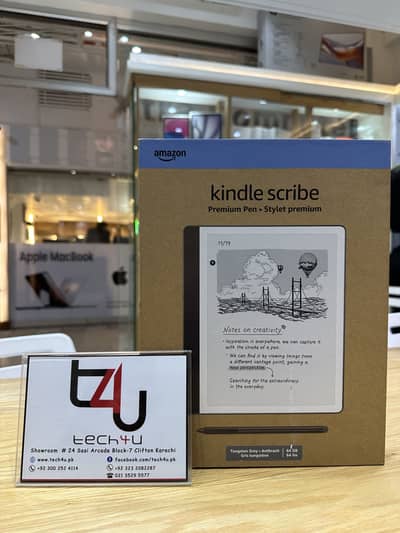 amazon
kindle scribe
Premium Pen • Stylet premium
11/19
Notes on creativity
• Inspiration is everywhere, we can capture it
with the stroke of a pen.
• We can find it by viewing things from
a different vantage point, gaining a
new perspective.
Searching for the extraordinary
in the everyday.
Tungsten Grey • Anthracit
Gris tungstène
64 GB
64 Go
Apple MacBook
t4u
tech4u
Showroom: # 24 Sasi Arcade Block-7 Clifton Karachi
www.tech4u.pk
facebook.com/tech4u.pk
+92 300 252 4114
+92 321 2082287
021 3529 5577